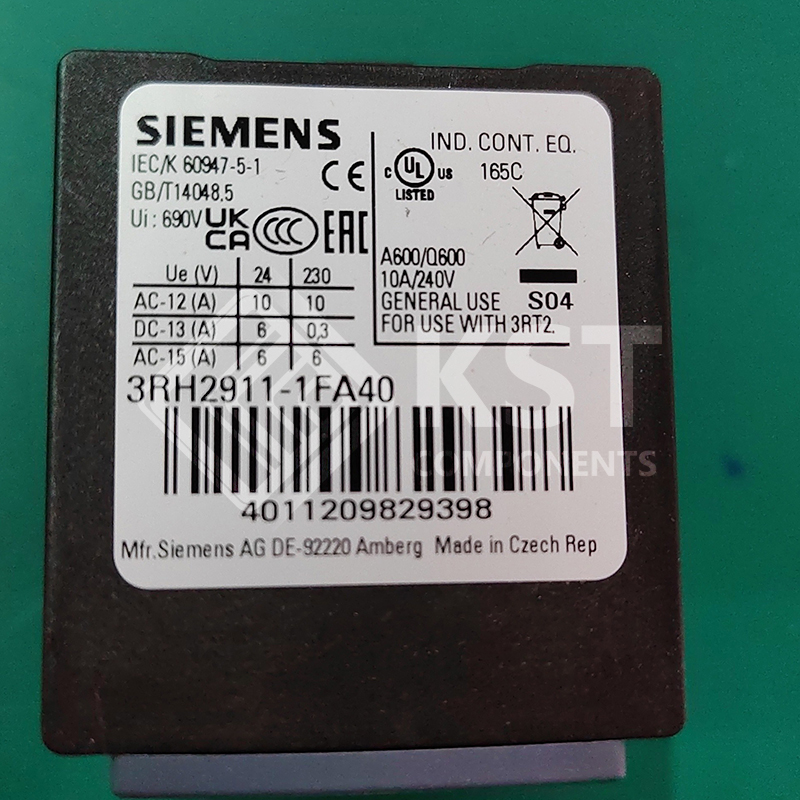 SIEMENS
IEC/K 60947-5-1
GB/T14048.5
Ui : 690V
UK
CA
CCC
EAC
CE
IND. CONT. EQ.
C UL US
LISTED
165C
A600/Q600
10A/240V
GENERAL USE
S04
FOR USE WITH 3RT2.
Ue (V) 24 230
AC-12 (A) 10 10
DC-13 (A) 6 0,3
AC-15 (A) 6 6
3RH2911-1FA40
4011209829398
Mfr.Siemens AG DE-92220 Amberg Made in Czech Rep
KST
COMPONENTS